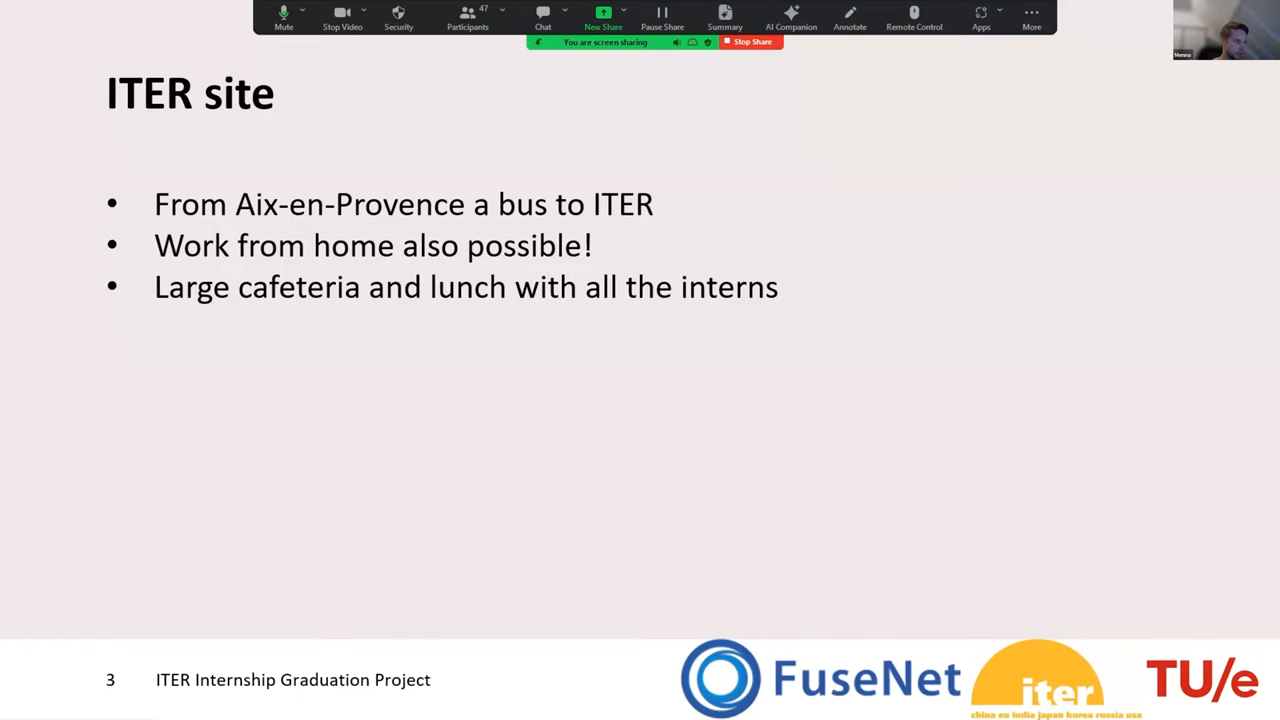 Mute
Stop Video
Security
47
Participants
Chat
New Share
Pause Share
Summary
AI Companion
Annotate
Remote Control
Apps
More
You are screen sharing
Stop Share
Menno
ITER site
• From Aix-en-Provence a bus to ITER
• Work from home also possible!
• Large cafeteria and lunch with all the interns
3 ITER Internship Graduation Project
FuseNet
iter
china eu india japan korea russia usa
TU/e